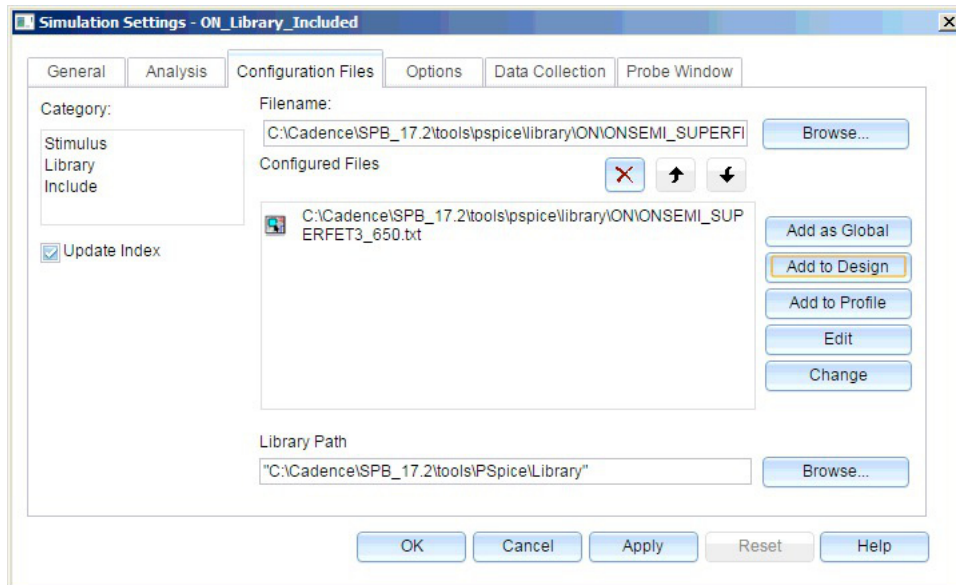 Simulation Settings - ON_Library_Included
General
Analysis
Configuration Files
Options
Data Collection
Probe Window
Category:
Stimulus
Library
Include
Update Index
Filename:
C:\Cadence\SPB_17.2\tools\pspice\library\ON\ONSEMI_SUPERFI
Browse...
Configured Files
C:\Cadence\SPB_17.2\tools\pspice\library\ON\ONSEMI_SUP
ERFET3_650.txt
Add as Global
Add to Design
Add to Profile
Edit
Change
Library Path
"C:\Cadence\SPB_17.2\tools\PSpice\Library"
Browse...
OK
Cancel
Apply
Reset
Help